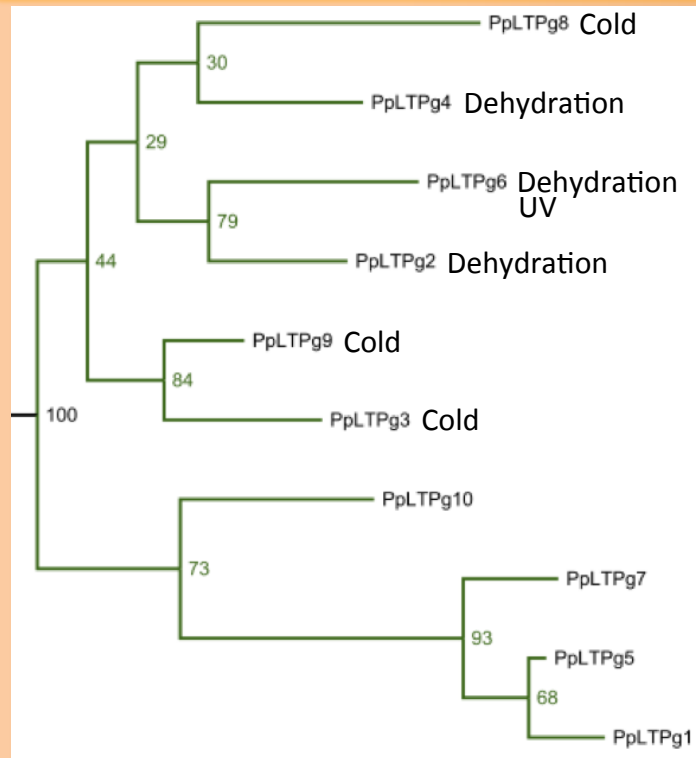 PpLTPg8 Cold
30
PpLTPg4 Dehydration
29
PpLTPg6 Dehydration
UV
79
PpLTPg2 Dehydration
44
PpLTPg9 Cold
84
100
PpLTPg3 Cold
PpLTPg10
73
PpLTPg7
93
PpLTPg5
68
PpLTPg1